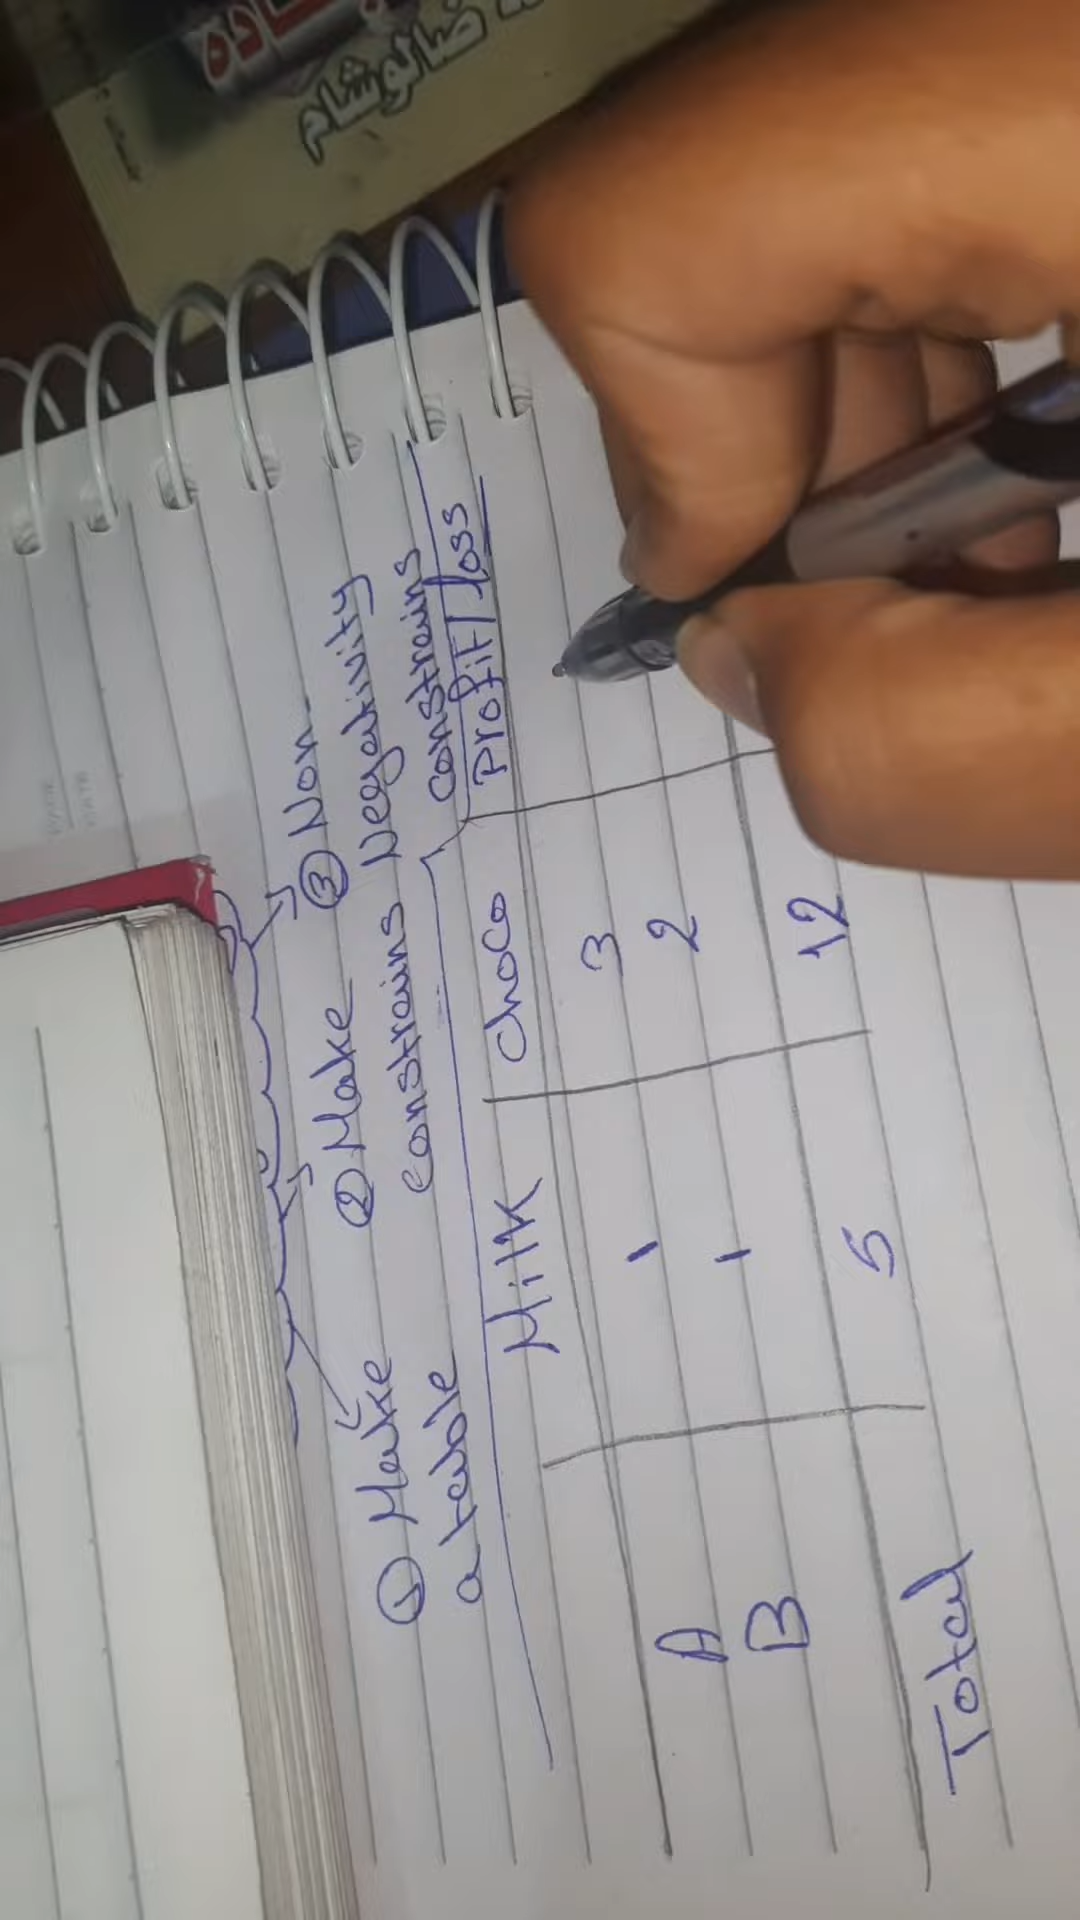 ضالوشام
① Make
a table
② Make
constrains
③ Non-
Negativity
constrains
Milk Choco Profit/loss
A 1 3
B 1 2
Total 5 12